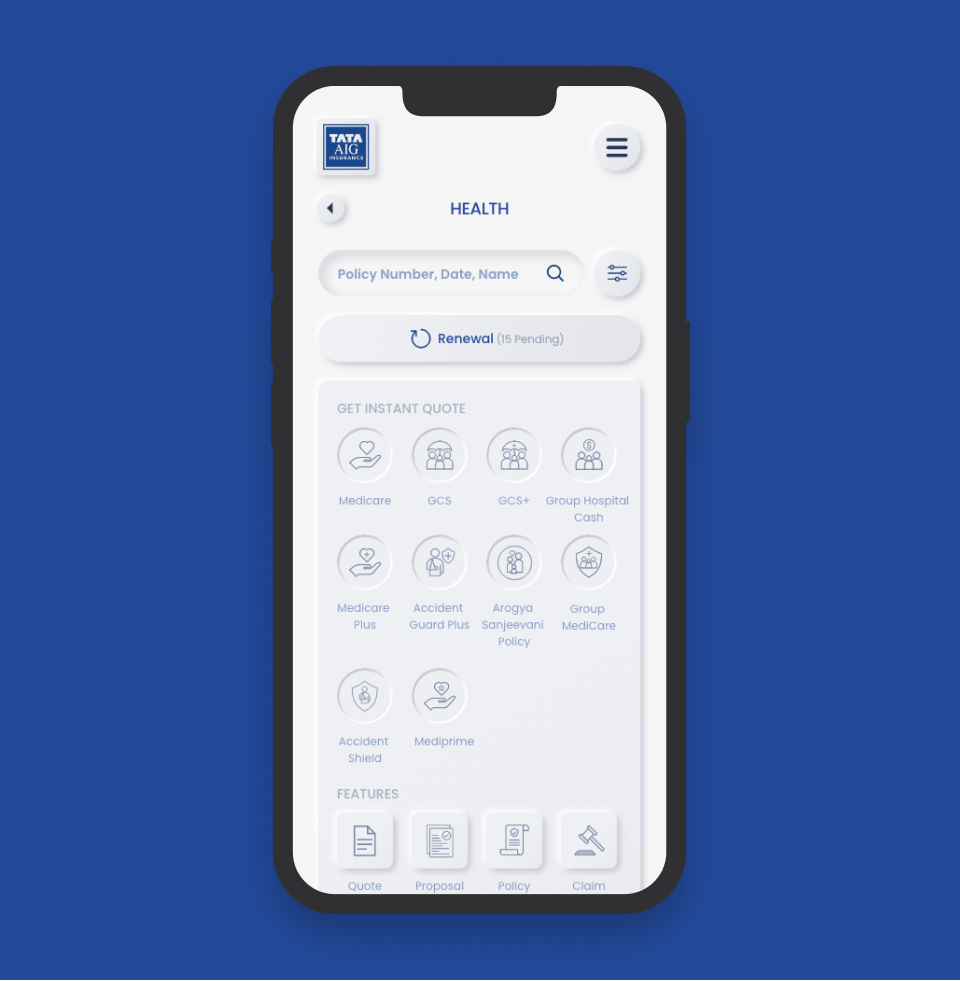 TATA
AIG
INSURANCE
HEALTH
Policy Number, Date, Name
Renewal (15 Pending)
GET INSTANT QUOTE
Medicare
GCS
GCS+
Group Hospital
Cash
Medicare
Plus
Accident
Guard Plus
Arogya
Sanjeevani
Policy
Group
MediCare
Accident
Shield
Mediprime
FEATURES
Quote
Proposal
Policy
Claim